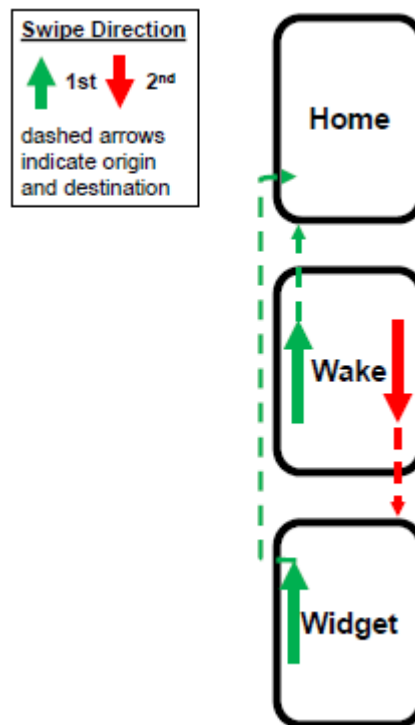 Swipe Direction
1st 2nd
dashed arrows
indicate origin
and destination
Home
Wake
Widget